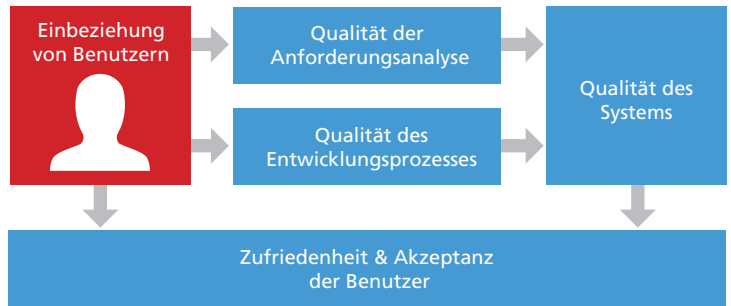 Einbeziehung
von Benutzern
Qualität der
Anforderungsanalyse
Qualität des
Entwicklungsprozesses
Qualität des
Systems
Zufriedenheit & Akzeptanz
der Benutzer